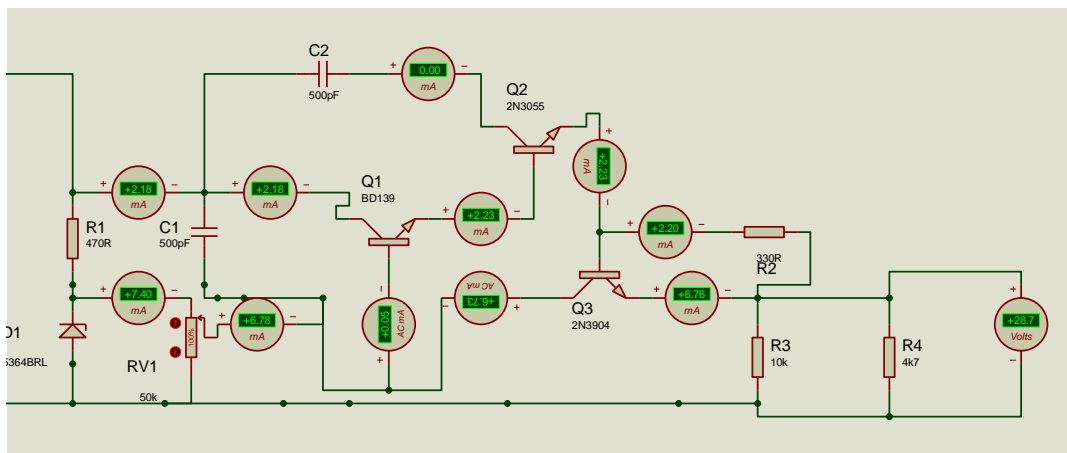 C2
500pF
+ 0.00 −
mA
Q2
2N3055
+
+2.23
mA
−
+ +2.18 −
mA
+ +2.18 −
mA
Q1
BD139
+ +2.23 −
mA
+ +2.20 −
mA
330R
R2
R1
470R
C1
500pF
− +6.73 +
AC mA
Q3
2N3904
+ +6.76 −
mA
+ +7.40 −
mA
−
+0.05
AC mA
+
+ +6.78 −
mA
100%
RV1
50k
D1
5364BRL
R3
10k
R4
4k7
+
+28.7
Volts
−